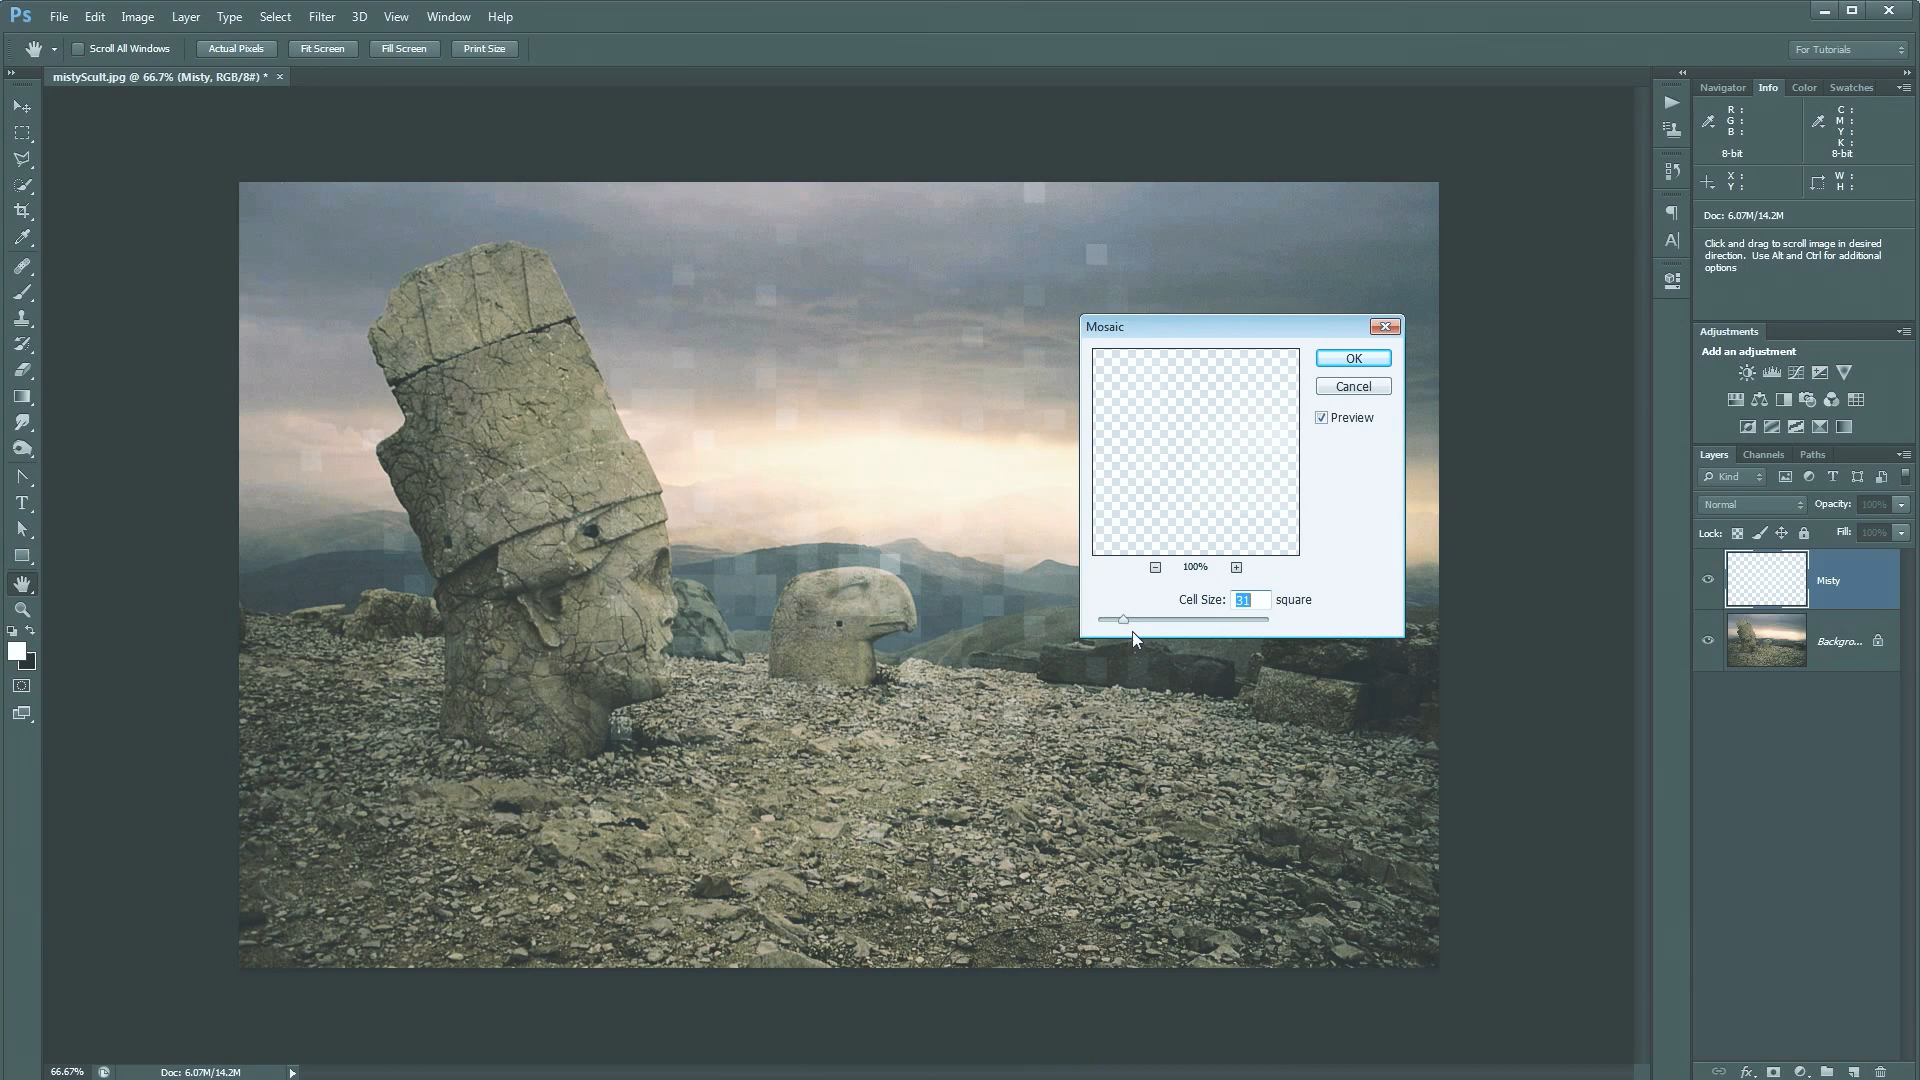 Ps File Edit Image Layer Type Select Filter 3D View Window Help
Scroll All Windows Actual Pixels Fit Screen Fill Screen Print Size For Tutorials
mistyScult.jpg @ 66.7% (Misty, RGB/8#) * ×
Navigator Info Color Swatches
R : C :
G : M :
B : Y :
K :
8-bit 8-bit
X : W :
Y : H :
Doc: 6.07M/14.2M
Click and drag to scroll image in desired
direction. Use Alt and Ctrl for additional
options
Mosaic
OK
Cancel
Preview
100%
Cell Size: 31 square
Adjustments
Add an adjustment
Layers Channels Paths
Kind
Normal Opacity: 100%
Lock: Fill: 100%
Misty
Backgro...
66.67% Doc: 6.07M/14.2M